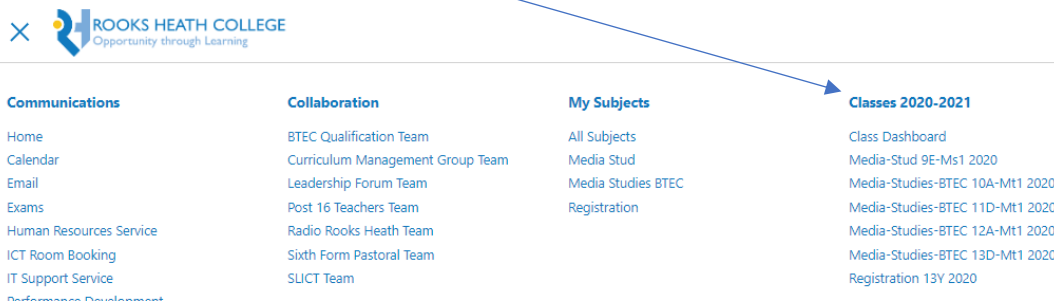 ROOKS HEATH COLLEGE
Opportunity through Learning
Communications
Home
Calendar
Email
Exams
Human Resources Service
ICT Room Booking
IT Support Service
Performance Development
Collaboration
BTEC Qualification Team
Curriculum Management Group Team
Leadership Forum Team
Post 16 Teachers Team
Radio Rooks Heath Team
Sixth Form Pastoral Team
SLICT Team
My Subjects
All Subjects
Media Stud
Media Studies BTEC
Registration
Classes 2020-2021
Class Dashboard
Media-Stud 9E-Ms1 2020
Media-Studies-BTEC 10A-Mt1 2020
Media-Studies-BTEC 11D-Mt1 2020
Media-Studies-BTEC 12A-Mt1 2020
Media-Studies-BTEC 13D-Mt1 2020
Registration 13Y 2020